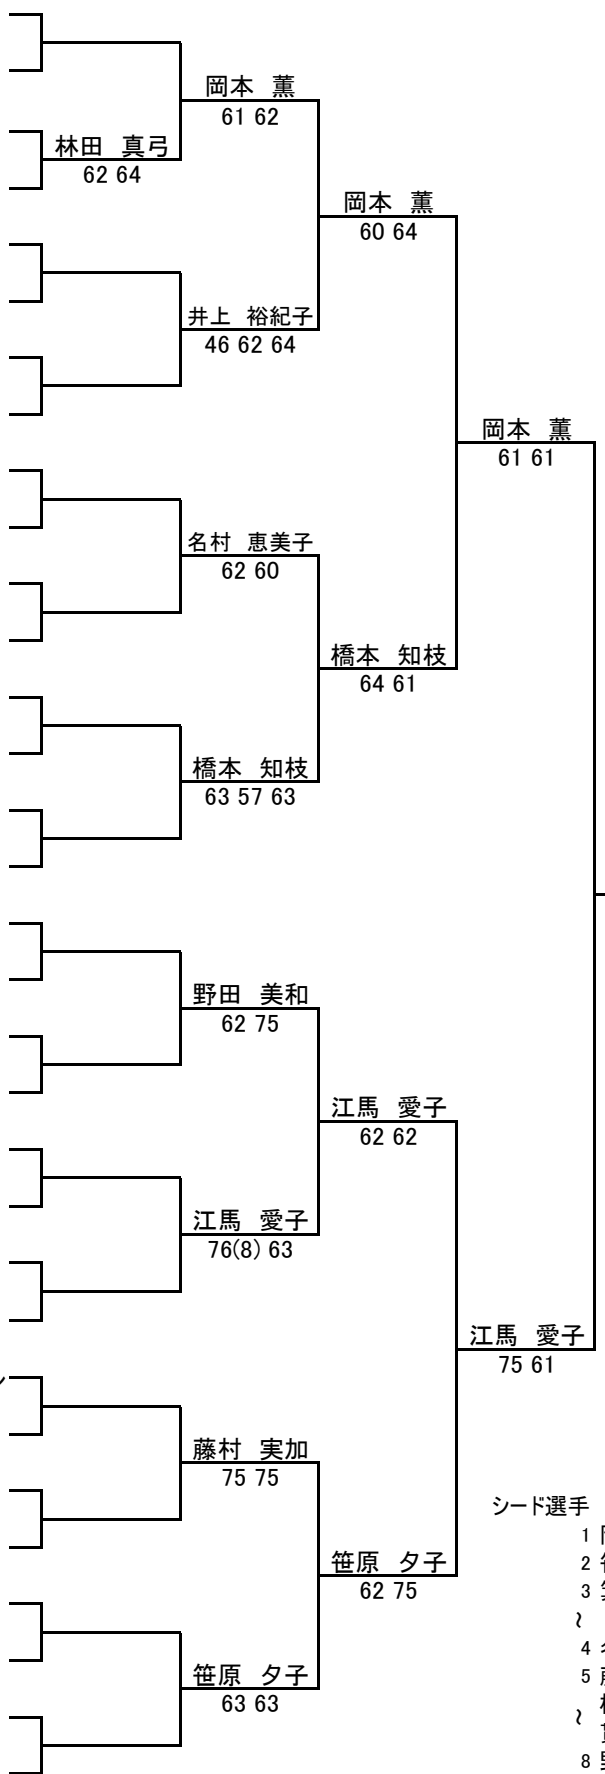 岡本　薫
61 62
林田　真弓
62 64
岡本　薫
60 64
井上　裕紀子
46 62 64
岡本　薫
61 61
名村　恵美子
62 60
橋本　知枝
64 61
橋本　知枝
63 57 63
野田　美和
62 75
江馬　愛子
62 62
江馬　愛子
76(8) 63
江馬　愛子
75 61
藤村　実加
75 75
シード選手
1
2
笹原　夕子
62 75
3
～
4
5
笹原　夕子
63 63
～
8